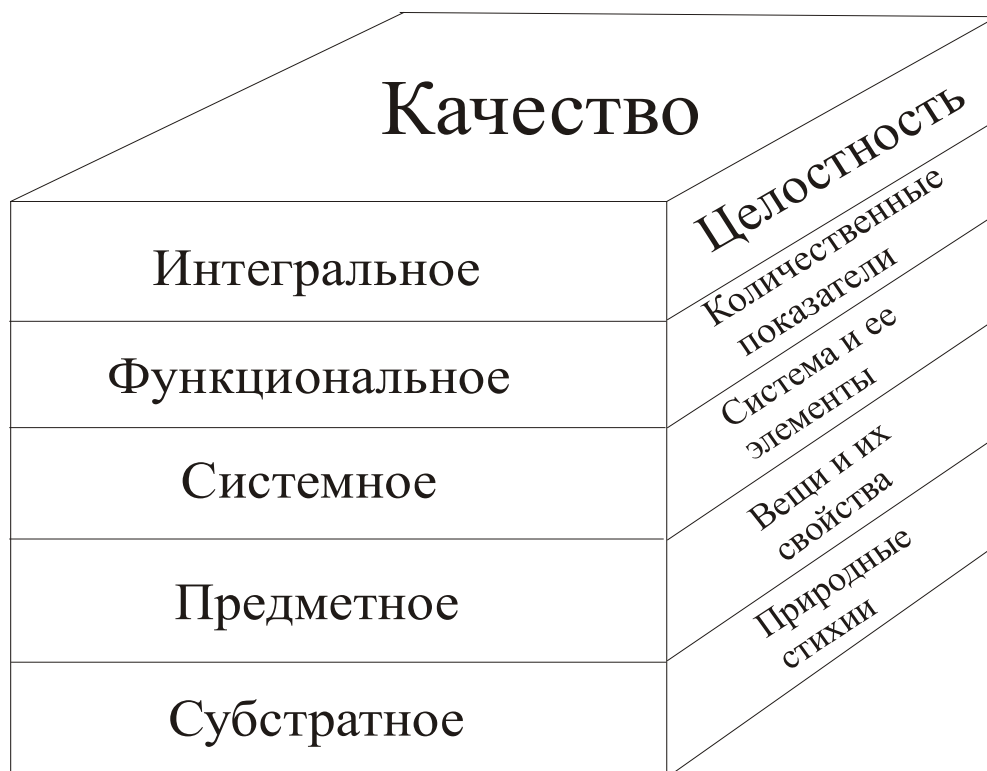 Качество
Интегральное
Функциональное
Системное
Предметное
Субстратное
Целостность
Количественные
показатели
Система и ее
элементы
Вещи и их
свойства
Природные
стихии